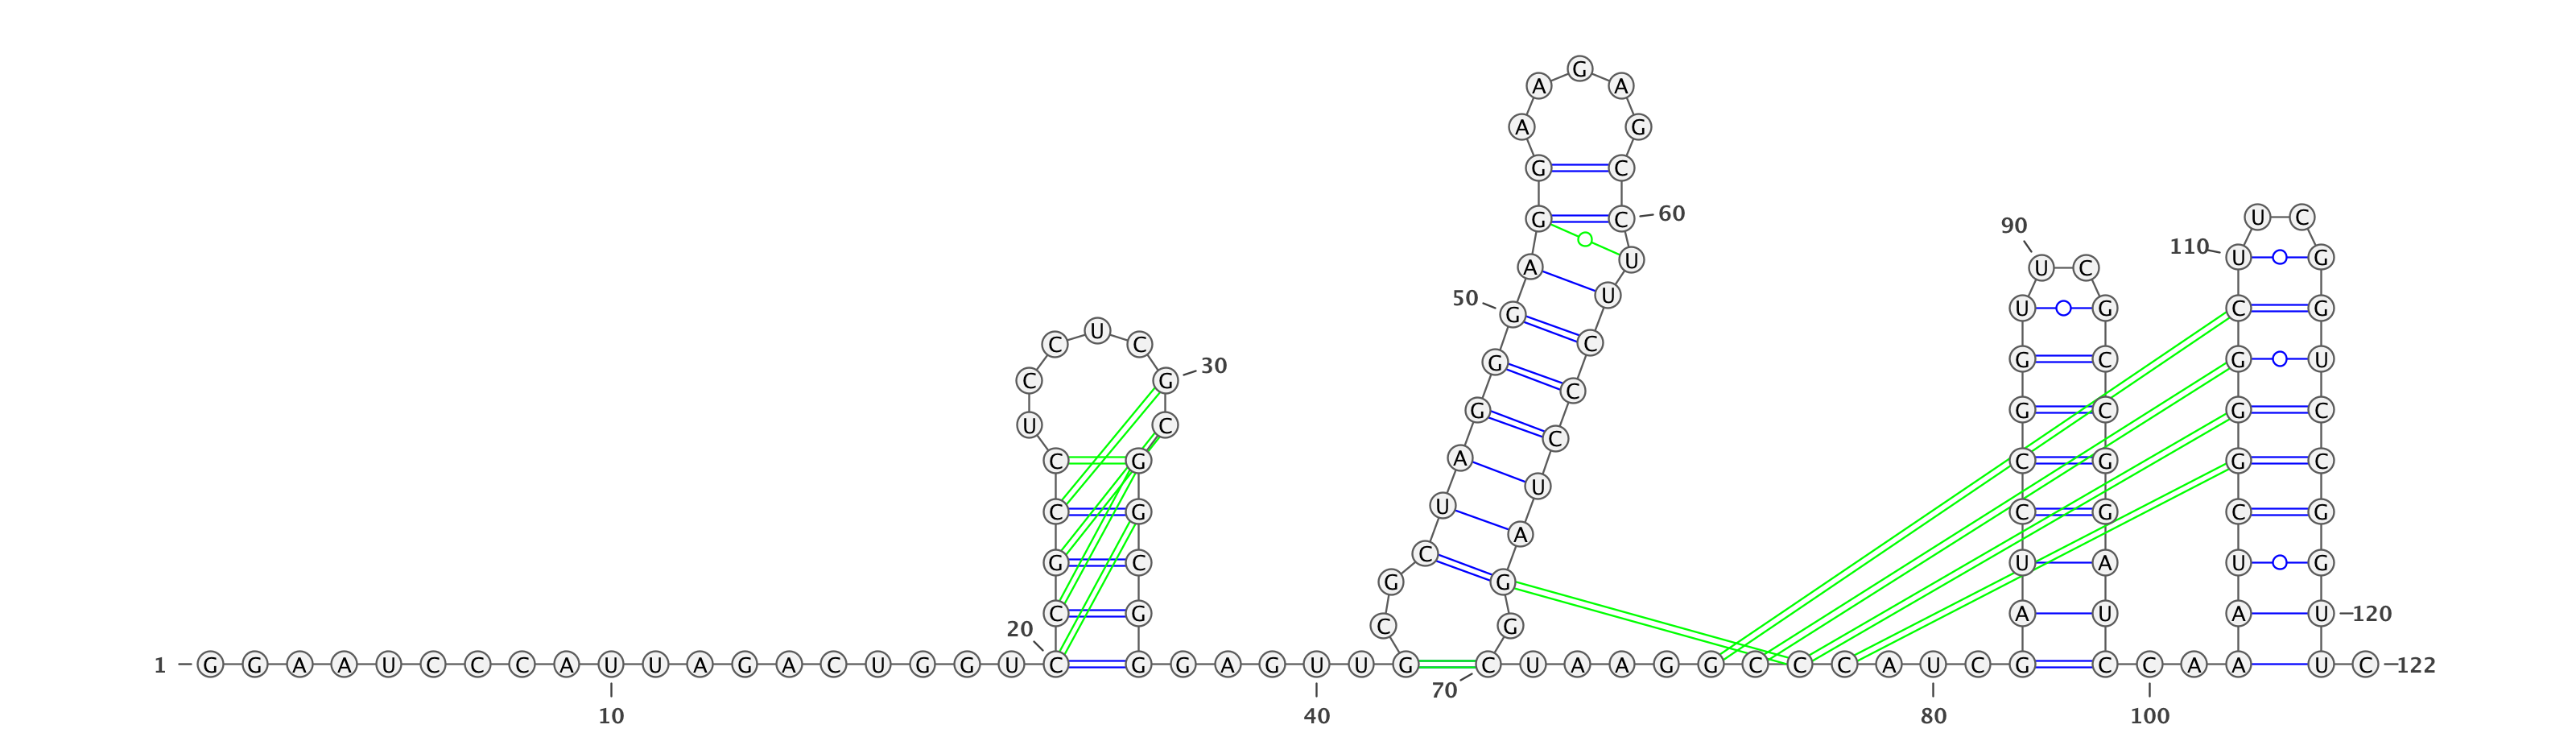 G
A A
A G
G C
G C 60 U C
90
110 U G
A U U C
50 G U
U G C G
U
C C C
G G C G U
30
C G
C
G G C G C
U C
C
C G A C G G C
U
C G U C G C G
A
G C C U A U G
G G
C G A U A U 120
20 C G
1 G G A A U C C C A U U A G A C U G G U C G G A G U U G C U A A G G C C C A U C G C C A A U C 122
70
10 40 80 100